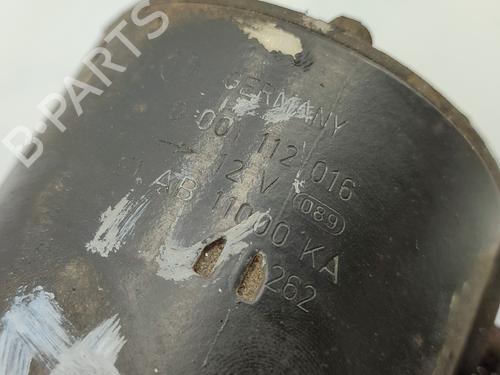 B-PARTS
GERMANY
001 112 016
12 V 089
AB 11000 KA
262